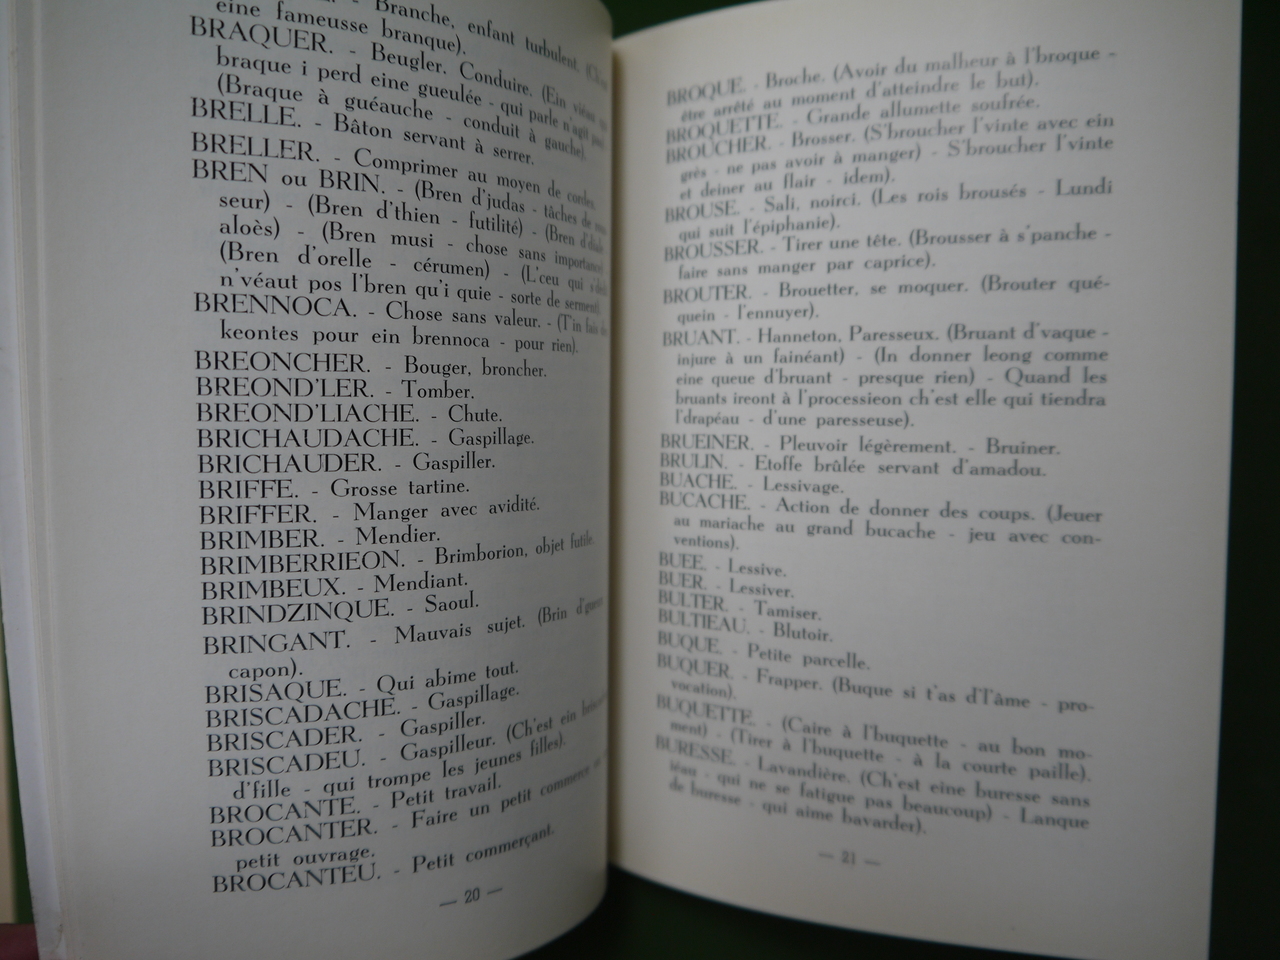 Branche, enfant turbulent.
eine fameusse branque).
BRAQUER. - Beugler. Conduire. (Ein
braque i perd eine gueulée - qui parle n'agit
(Braque à guéauche - conduit à gauche).
BRELLE. - Bâton servant à serrer.
BRELLER. - Comprimer au moyen de cordes.
BREN ou BRIN. - (Bren d'judas - tâches de
seur) - (Bren d'thien - futilité) - (Bren
aloès) - (Bren musi - chose sans importance)
(Bren d'orelle - cérumen) - (L'ceu qui
n'véaut pos l'bren qu'i quie - sorte de serment).
BRENNOCA. - Chose sans valeur. - (T'in fais
keontes pour ein brennoca - pour rien).
BREONCHER. - Bouger, broncher.
BREOND'LER. - Tomber.
BREOND'LIACHE. - Chute.
BRICHAUDACHE. - Gaspillage.
BRICHAUDER. - Gaspiller.
BRIFFE. - Grosse tartine.
BRIFFER. - Manger avec avidité.
BRIMBER. - Mendier.
BRIMBERRIEON. - Brimborion, objet futile.
BRIMBEUX. - Mendiant.
BRINDZINQUE. - Saoul.
BRINGANT. - Mauvais sujet. (Brin
capon).
BRISAQUE. - Qui abime tout.
BRISCADACHE. - Gaspillage.
BRISCADER. - Gaspiller.
BRISCADEU. - Gaspilleur. (Ch'est ein
d'fille - qui trompe les jeunes filles).
BROCANTE. - Petit travail.
BROCANTER. - Faire un petit commerce
petit ouvrage.
BROCANTEU. - Petit commerçant.
— 20 —
BROQUE. - Broche. (Avoir du malheur à l'broque -
être arrêté au moment d'atteindre le but).
BROQUETTE. - Grande allumette soufrée.
BROUCHER. - Brosser. (S'broucher l'vinte avec ein
grès - ne pas avoir à manger) - S'broucher l'vinte
et deiner au flair - idem).
BROUSE. - Sali, noirci. (Les rois brousés - Lundi
qui suit l'épiphanie).
BROUSSER. - Tirer une tête. (Brousser à s'panche -
faire sans manger par caprice).
BROUTER. - Brouetter, se moquer. (Brouter qué-
quein - l'ennuyer).
BRUANT. - Hanneton, Paresseux. (Bruant d'vaque -
injure à un fainéant) - (In donner leong comme
eine queue d'bruant - presque rien) - Quand les
bruants iront à l'processieon ch'est elle qui tiendra
l'drapéau - d'une paresseuse).
BRUEINER. - Pleuvoir légèrement. - Bruiner.
BRULIN. - Etoffe brûlée servant d'amadou.
BUACHE. - Lessivage.
BUCACHE. - Action de donner des coups. (Jeuer
au mariache au grand bucache - jeu avec con-
ventions).
BUEE. - Lessive.
BUER. - Lessiver.
BULTER. - Tamiser.
BULTIEAU. - Blutoir.
BUQUE. - Petite parcelle.
BUQUER. - Frapper. (Buque si t'as d'l'âme - pro-
vocation).
BUQUETTE. - (Caire à l'buquette - au bon mo-
ment) - (Tirer à l'buquette - à la courte paille).
BURESSE. - Lavandière. (Ch'est eine buresse sans
téau - qui ne se fatigue pas beaucoup) - Lanque
de buresse - qui aime bavarder).
— 21 —